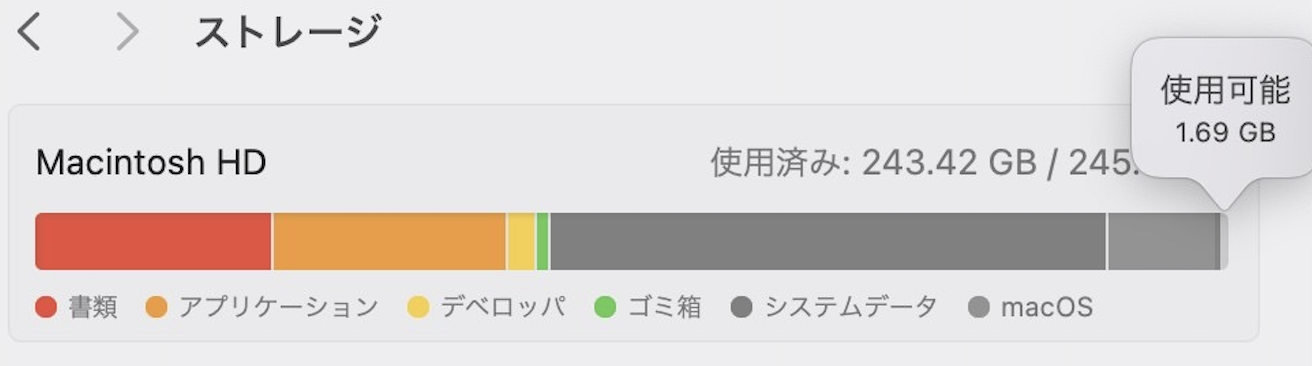 ストレージ
使用可能
1.69 GB
Macintosh HD
使用済み: 243.42 GB / 245.
書類 アプリケーション デベロッパ ゴミ箱 システムデータ macOS